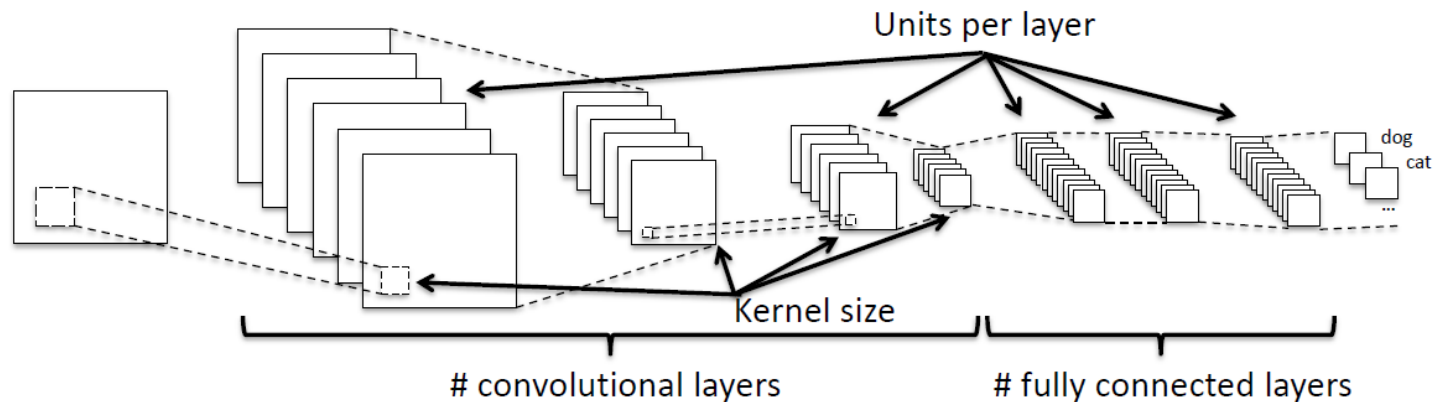 Units per layer
dog
cat
...
Kernel size
# convolutional layers
# fully connected layers